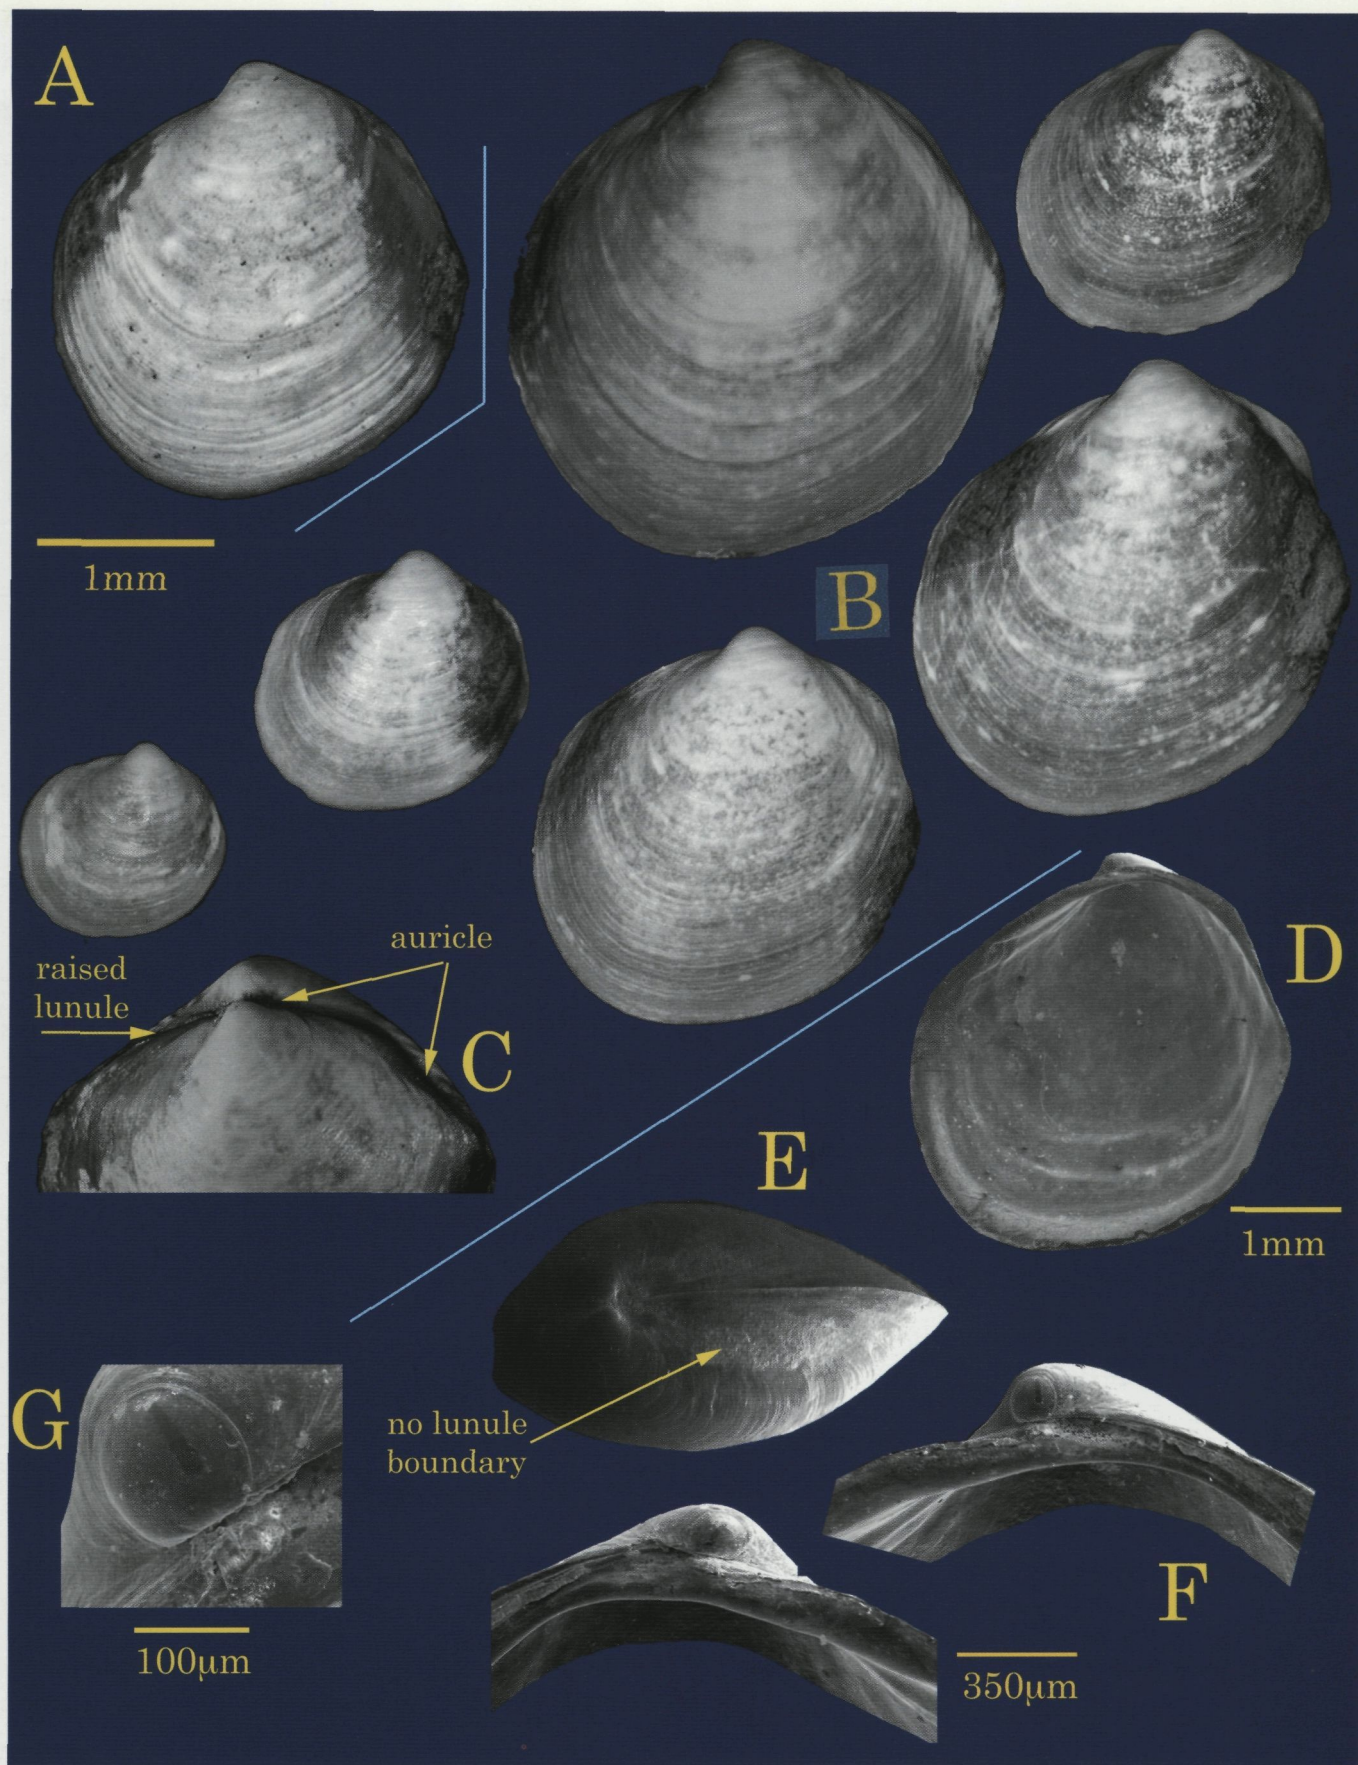 A
1mm
B
auricle
raised
lunule
C
D
1mm
E
no lunule
boundary
G
100µm
F
350µm